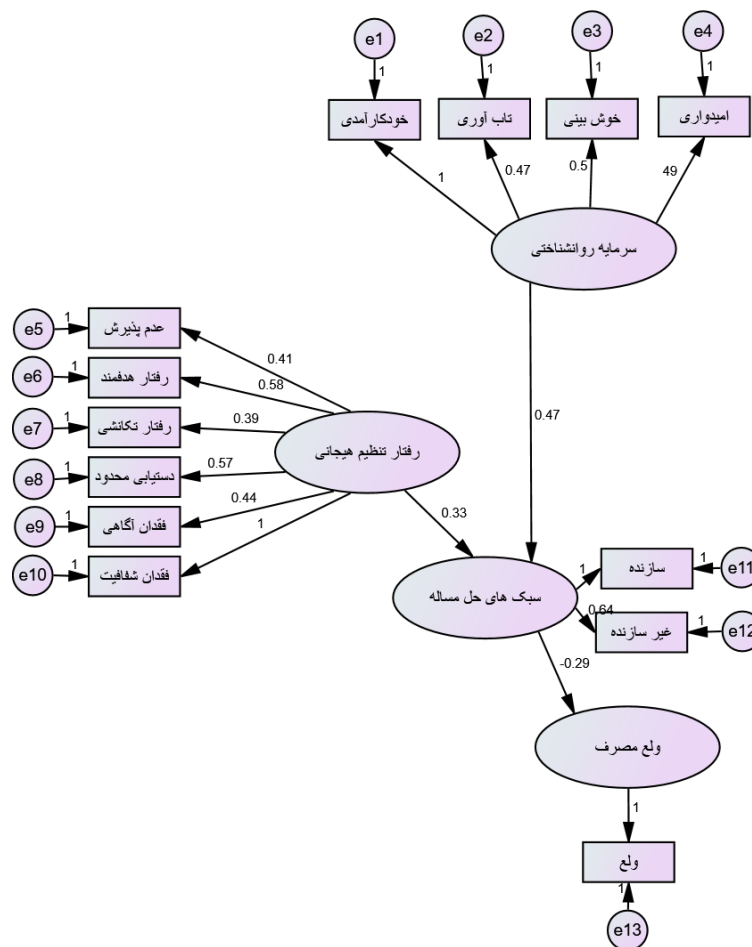 e1
e2
e3
e4
1
1
1
1
خودکارآمدی
تاب آوری
خوش بینی
امیدواری
1
0.47
0.5
49
سرمایه روانشناختی
e5
1
عدم پذیرش
e6
1
رفتار هدفمند
e7
1
رفتار تکانشی
e8
1
دستیابی محدود
e9
1
فقدان آگاهی
e10
1
فقدان شفافیت
0.41
0.58
0.39
0.57
0.44
1
رفتار تنظیم هیجانی
0.47
0.33
سبک های حل مساله
1
سازنده
1
e11
0.64
غیر سازنده
1
e12
-0.29
ولع مصرف
1
ولع
1
e13